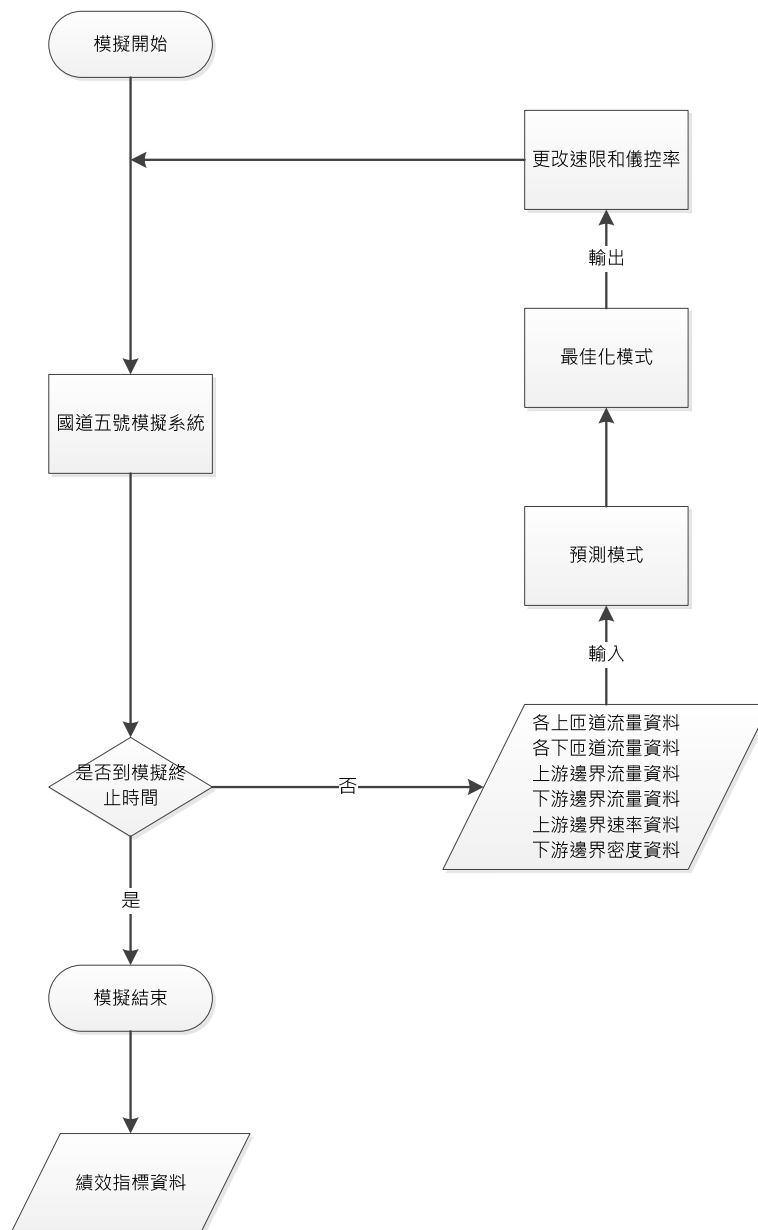 模擬開始
更改速限和儀控率
輸出
最佳化模式
國道五號模擬系統
預測模式
輸入
各上匝道流量資料
各下匝道流量資料
上游邊界流量資料
下游邊界流量資料
上游邊界速率資料
下游邊界密度資料
是否到模擬終
止時間
否
是
模擬結束
績效指標資料